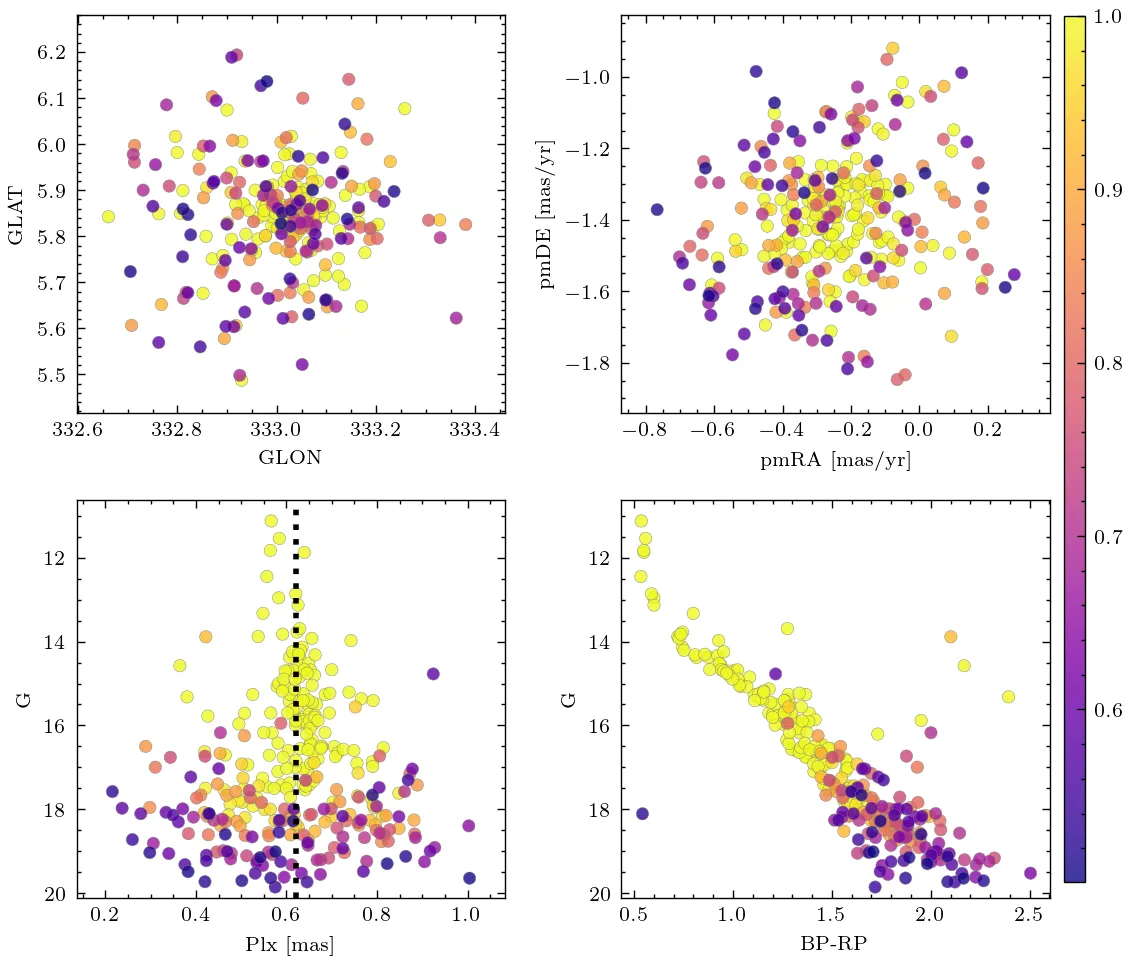 6.2
6.1
6.0
5.9
5.8
5.7
5.6
5.5
GLAT
332.6 332.8 333.0 333.2 333.4
GLON
−1.0
−1.2
−1.4
−1.6
−1.8
pmDE [mas/yr]
−0.8 −0.6 −0.4 −0.2 0.0 0.2
pmRA [mas/yr]
1.0
0.9
0.8
0.7
0.6
12
14
16
18
20
G
0.2 0.4 0.6 0.8 1.0
Plx [mas]
12
14
16
18
20
G
0.5 1.0 1.5 2.0 2.5
BP-RP